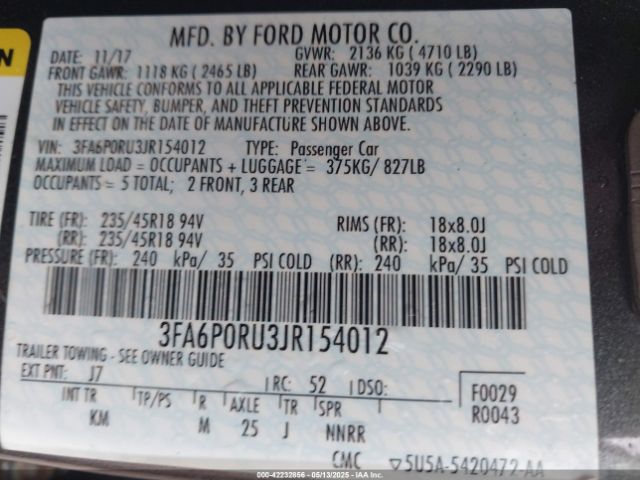 N
MFD. BY FORD MOTOR CO.
DATE: 11/17 GVWR: 2136 KG ( 4710 LB)
FRONT GAWR: 1118 KG ( 2465 LB) REAR GAWR: 1039 KG ( 2290 LB)
THIS VEHICLE CONFORMS TO ALL APPLICABLE FEDERAL MOTOR
VEHICLE SAFETY, BUMPER, AND THEFT PREVENTION STANDARDS
IN EFFECT ON THE DATE OF MANUFACTURE SHOWN ABOVE.
VIN: 3FA6P0RU3JR154012 TYPE: Passenger Car
MAXIMUM LOAD = OCCUPANTS + LUGGAGE = 375KG/ 827LB
OCCUPANTS = 5 TOTAL; 2 FRONT, 3 REAR
TIRE (FR): 235/45R18 94V RIMS (FR): 18x8.0J
(RR): 235/45R18 94V (RR): 18x8.0J
PRESSURE (FR): 240 kPa/ 35 PSI COLD (RR): 240 kPa/ 35 PSI COLD
3FA6P0RU3JR154012
TRAILER TOWING - SEE OWNER GUIDE
EXT PNT: J7 RC: 52 DSO: F0029
INT TR TP/PS R AXLE TR SPR R0043
KM M 25 J NNRR
CMC ▽5U5A-5420472-AA
000-42232656 - 05/13/2025 - IAAI.com